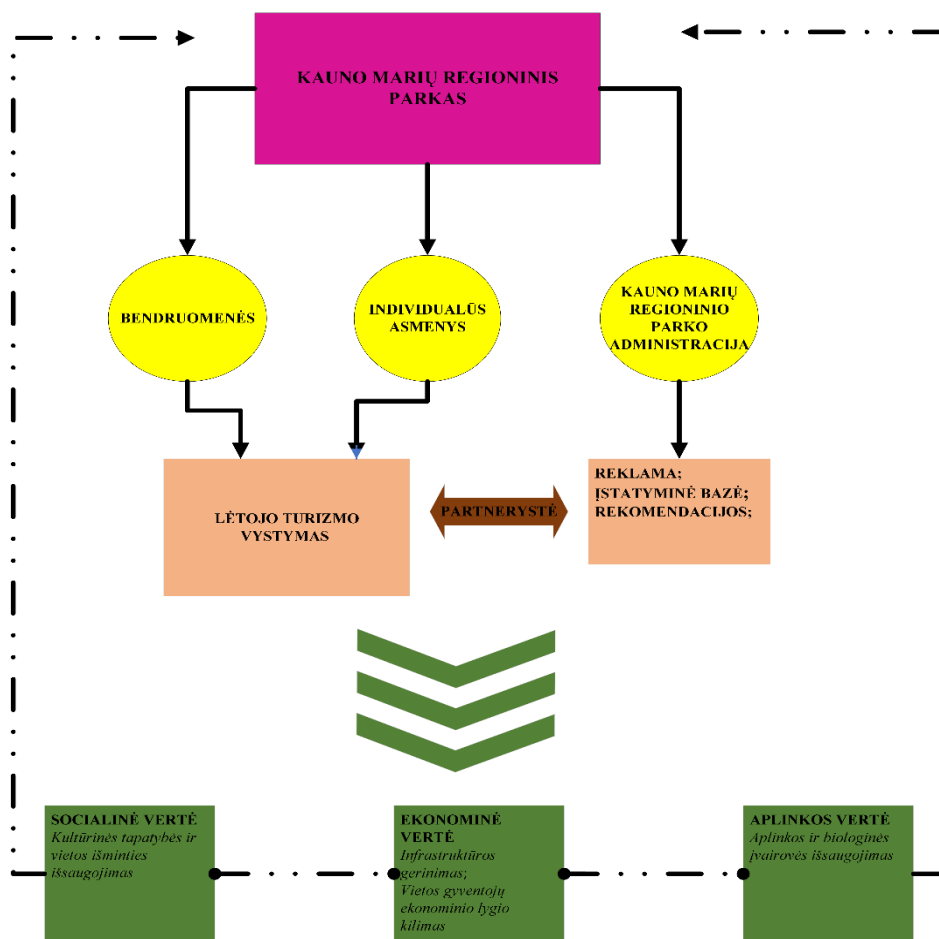 KAUNO MARIŲ REGIONINIS
PARKAS
BENDRUOMENĖS
INDIVIDUALŪS
ASMENYS
KAUNO MARIŲ
REGIONINIO
PARKO
ADMINISTRACIJA
LĖTOJO TURIZMO
VYSTYMAS
PARTNERYSTĖ
REKLAMA;
ĮSTATYMINĖ BAZĖ;
REKOMENDACIJOS;
SOCIALINĖ VERTĖ
Kultūrinės tapatybės ir
vietos išminties
išsaugojimas
EKONOMINĖ
VERTĖ
Infrastruktūros
gerinimas;
Vietos gyventojų
ekonominio lygio
kilimas
APLINKOS VERTĖ
Aplinkos ir biologinės
įvairovės išsaugojimas